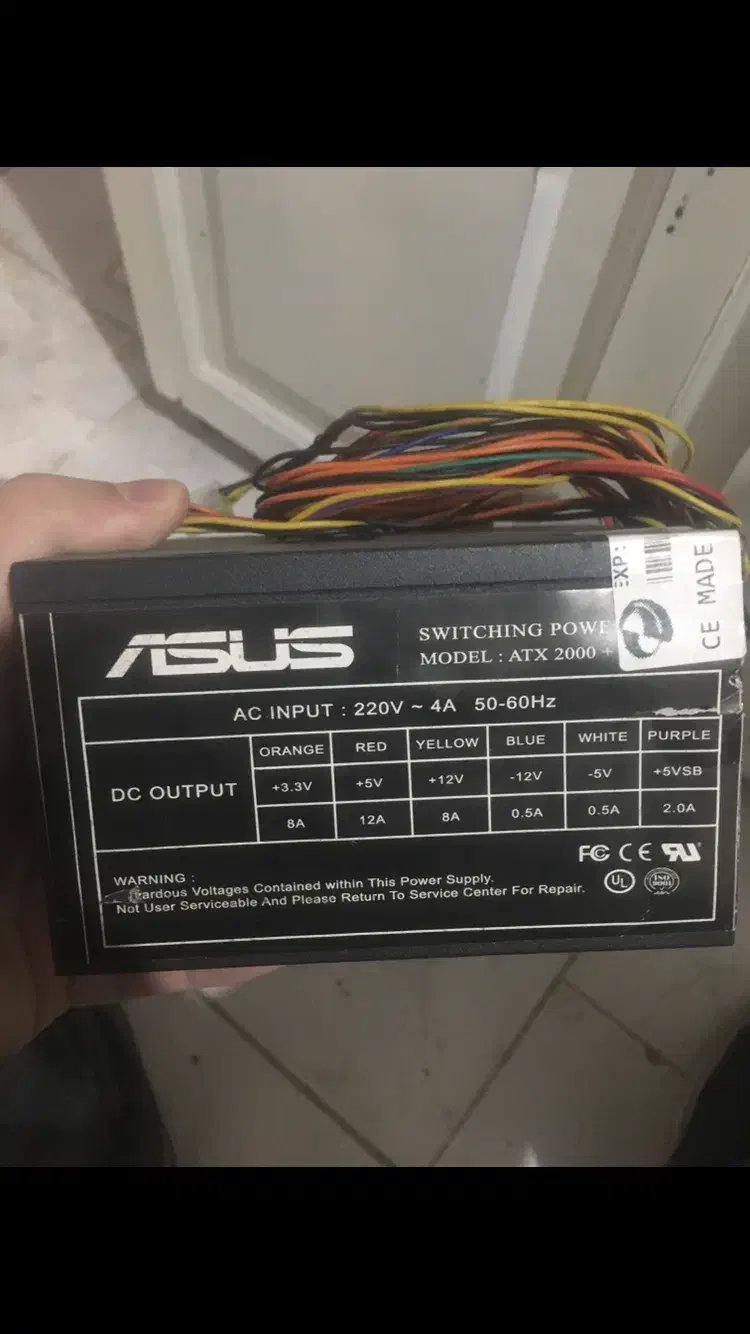 EXP:
CE MADE
ASUS
SWITCHING POWE
MODEL : ATX 2000 +
AC INPUT : 220V ~ 4A 50-60Hz
DC OUTPUT
ORANGE RED YELLOW BLUE WHITE PURPLE
+3.3V +5V +12V -12V -5V +5VSB
8A 12A 8A 0.5A 0.5A 2.0A
FC CE RU
UL ISO 9001
WARNING :
ardous Voltages Contained within This Power Supply.
Not User Serviceable And Please Return To Service Center For Repair.